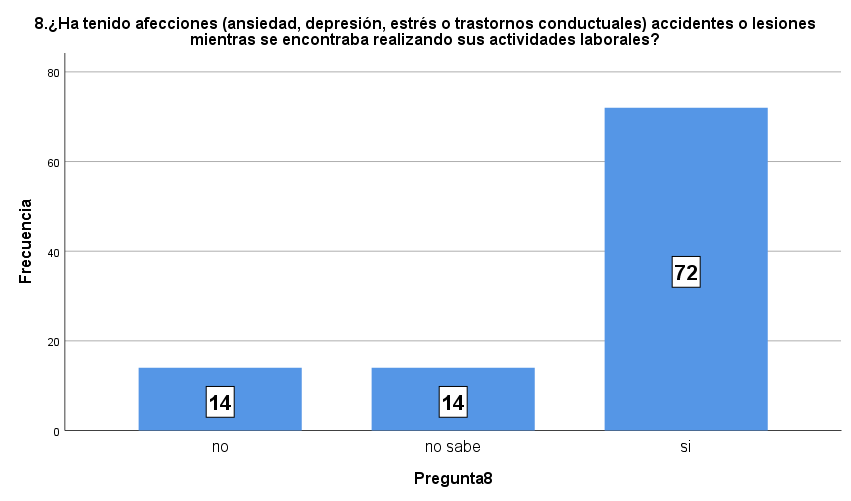 8.¿Ha tenido afecciones (ansiedad, depresión, estrés o trastornos conductuales) accidentes o lesiones
mientras se encontraba realizando sus actividades laborales?
80
60
40
20
0
Frecuencia
14
14
72
no
no sabe
si
Pregunta8